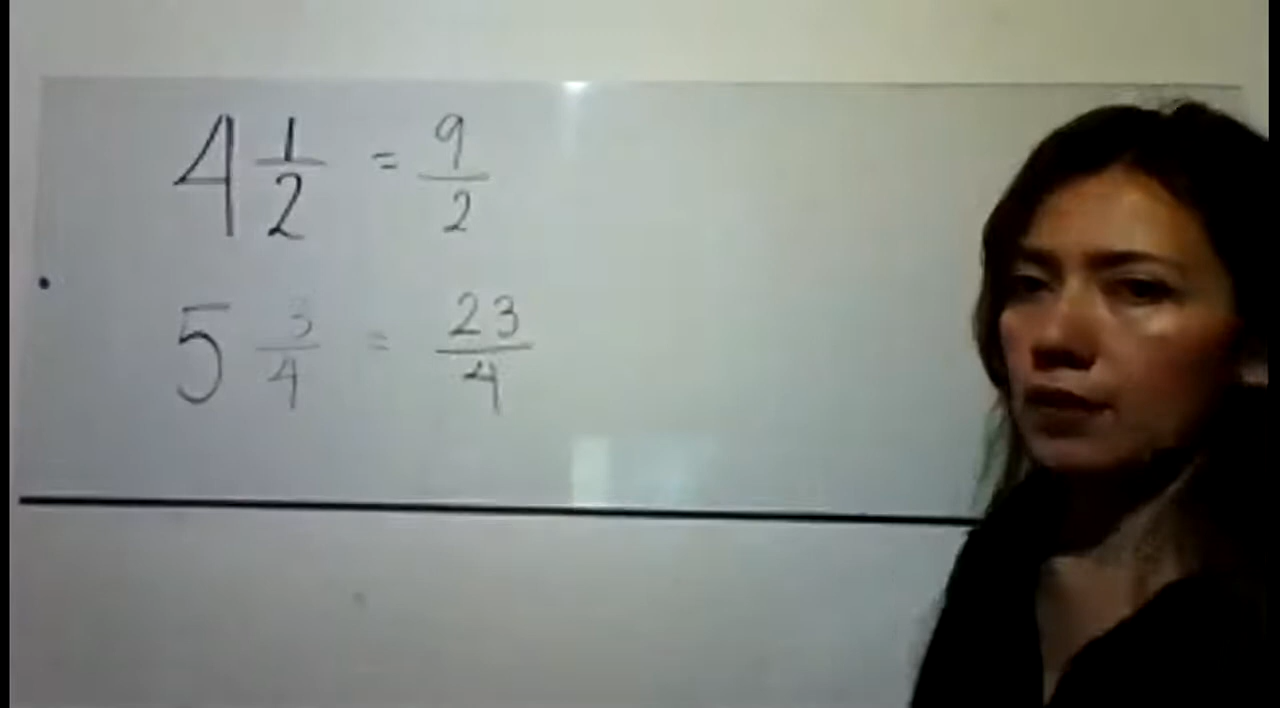 4 1/2 = 9/2
5 3/4 = 23/4